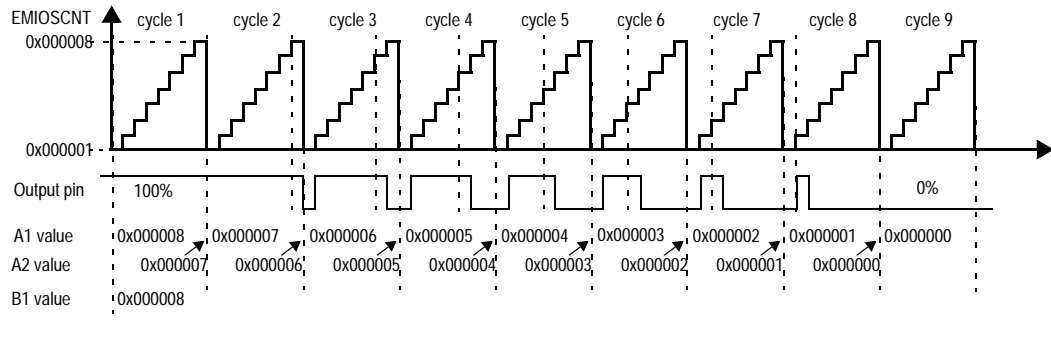 EMIOSCNT
cycle 1 cycle 2 cycle 3 cycle 4 cycle 5 cycle 6 cycle 7 cycle 8 cycle 9
0x000008
0x000001
Output pin 100% 0%
A1 value 0x000008 0x000007 0x000006 0x000005 0x000004 0x000003 0x000002 0x000001 0x000000
A2 value 0x000007 0x000006 0x000005 0x000004 0x000003 0x000002 0x000001 0x000000
B1 value 0x000008